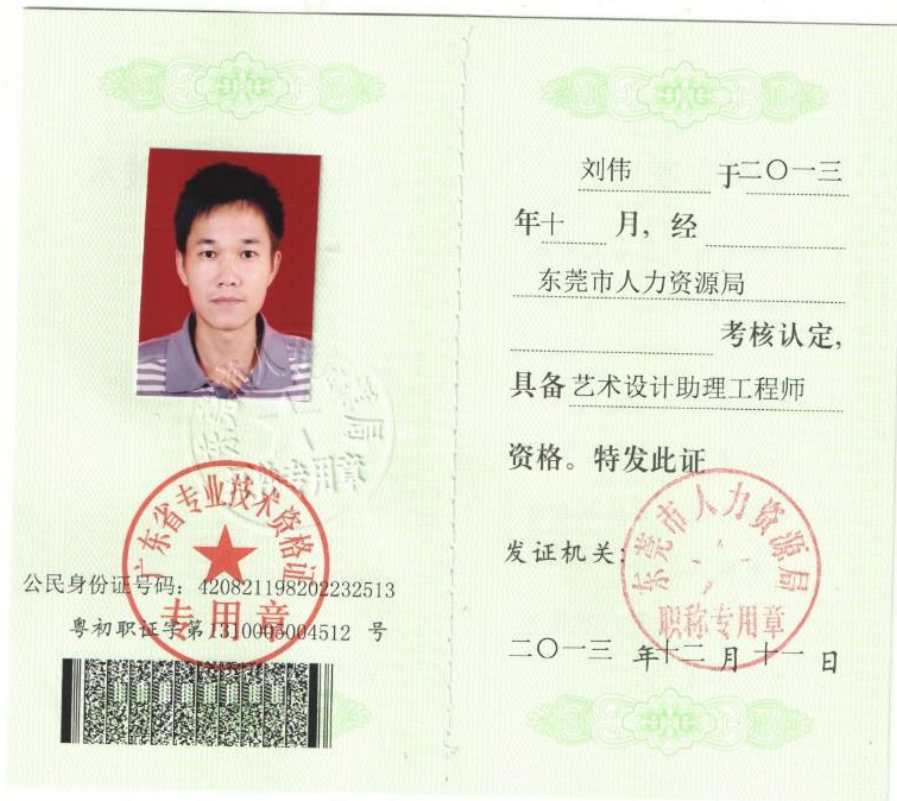 广东省专业技术资格证
专用章
公民身份证号码：420821198202232513
粤初职证字第1310003004512 号
刘伟 于二〇一三
年十 月，经
东莞市人力资源局
考核认定，
具备艺术设计助理工程师
资格。特发此证
发证机关：
东莞市人力资源局
职称专用章
二〇一三 年十二 月 十一 日